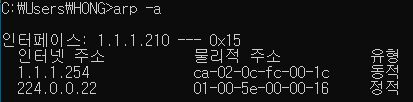 C:\Users\HONG>arp -a
인터페이스: 1.1.1.210 --- 0x15
인터넷 주소 물리적 주소 유형
1.1.1.254 ca-02-0c-fc-00-1c 동적
224.0.0.22 01-00-5e-00-00-16 정적